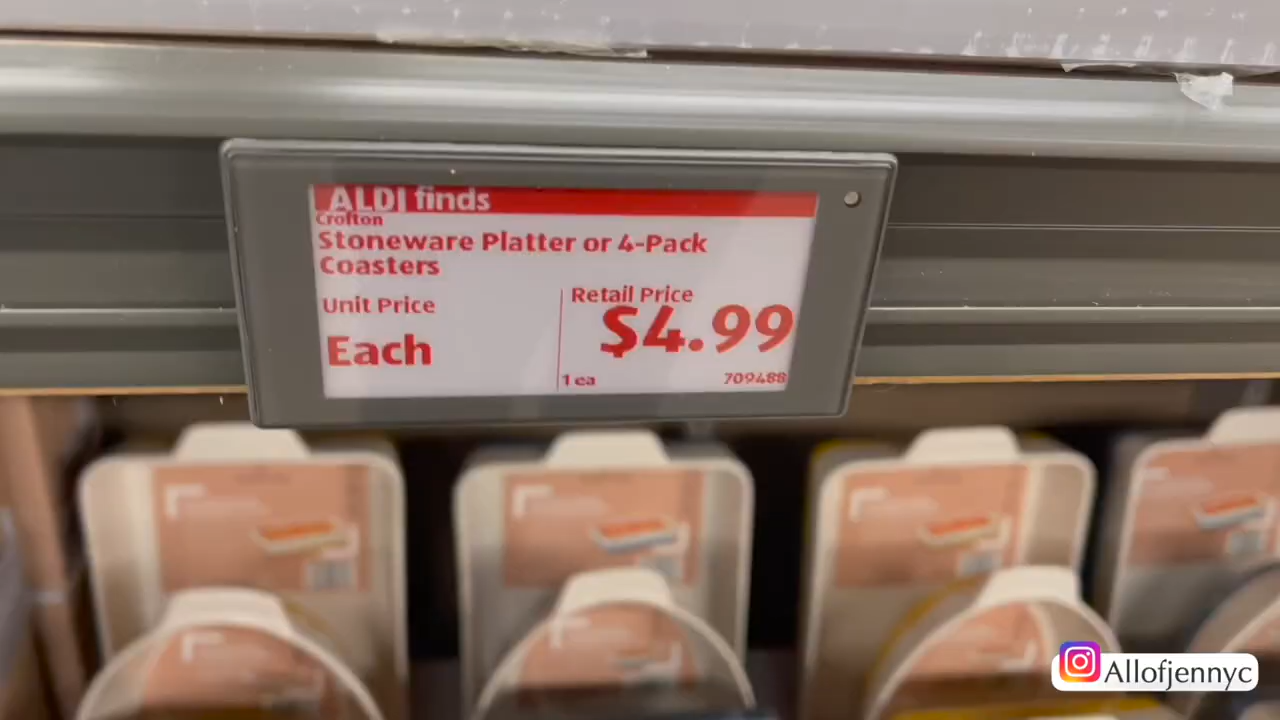 ALDI finds
Crofton
Stoneware Platter or 4-Pack
Coasters
Unit Price
Each
Retail Price
$4.99
1 ea
709488
Allofjennyc